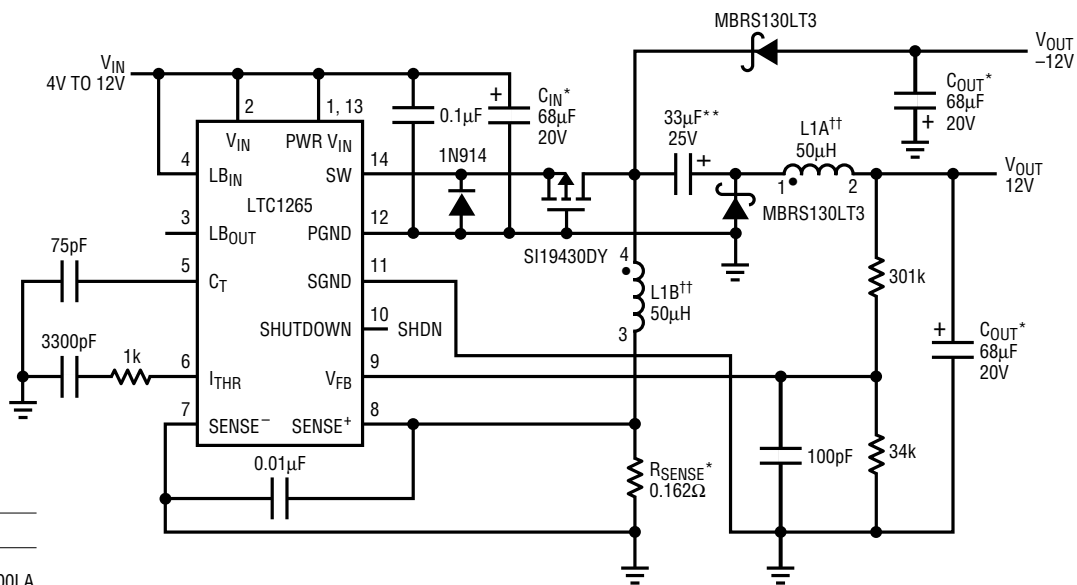 MBRS130LT3
VOUT
–12V
COUT*
68µF
20V
VIN
4V TO 12V
2
1, 13
0.1µF
+
CIN*
68µF
20V
33µF**
25V
+
L1A††
50µH
1
2
VOUT
12V
VIN
PWR VIN
4
LBIN
SW
14
1N914
LTC1265
3
LBOUT
PGND
12
SI19430DY
MBRS130LT3
+
75pF
5
CT
SGND
11
4
L1B††
50µH
3
301k
SHUTDOWN
10
SHDN
3300pF
1k
6
ITHR
VFB
9
+
COUT*
68µF
20V
7
SENSE–
SENSE+
8
0.01µF
RSENSE*
0.162Ω
100pF
34k
00LA